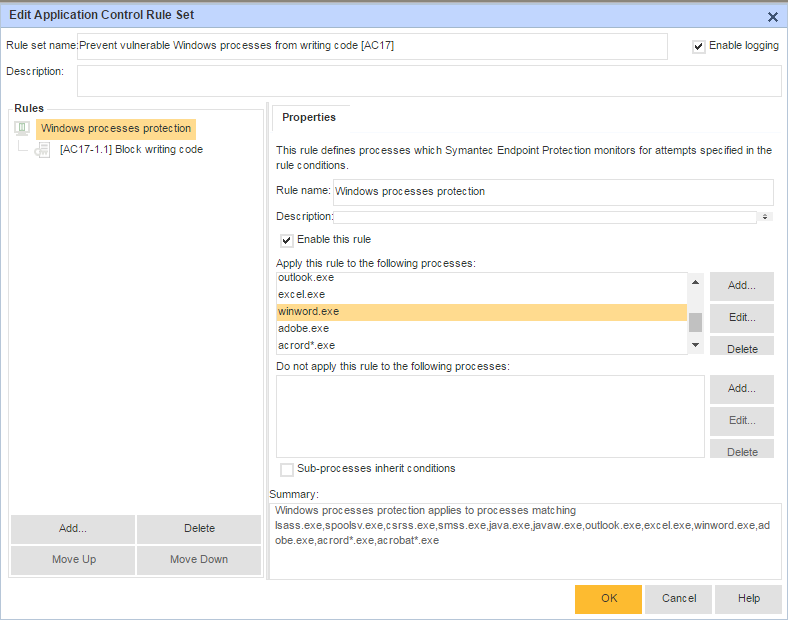 Edit Application Control Rule Set
Rule set name: Prevent vulnerable Windows processes from writing code [AC17]
Enable logging
Description:
Rules
Windows processes protection
[AC17-1.1] Block writing code
Add...
Delete
Move Up
Move Down
Properties
This rule defines processes which Symantec Endpoint Protection monitors for attempts specified in the
rule conditions.
Rule name: Windows processes protection
Description:
Enable this rule
Apply this rule to the following processes:
outlook.exe
excel.exe
winword.exe
adobe.exe
acrord*.exe
Add...
Edit...
Delete
Do not apply this rule to the following processes:
Add...
Edit...
Delete
Sub-processes inherit conditions
Summary:
Windows processes protection applies to processes matching
lsass.exe,spoolsv.exe,csrss.exe,smss.exe,java.exe,javaw.exe,outlook.exe,excel.exe,winword.exe,ad
obe.exe,acrord*.exe,acrobat*.exe
OK
Cancel
Help